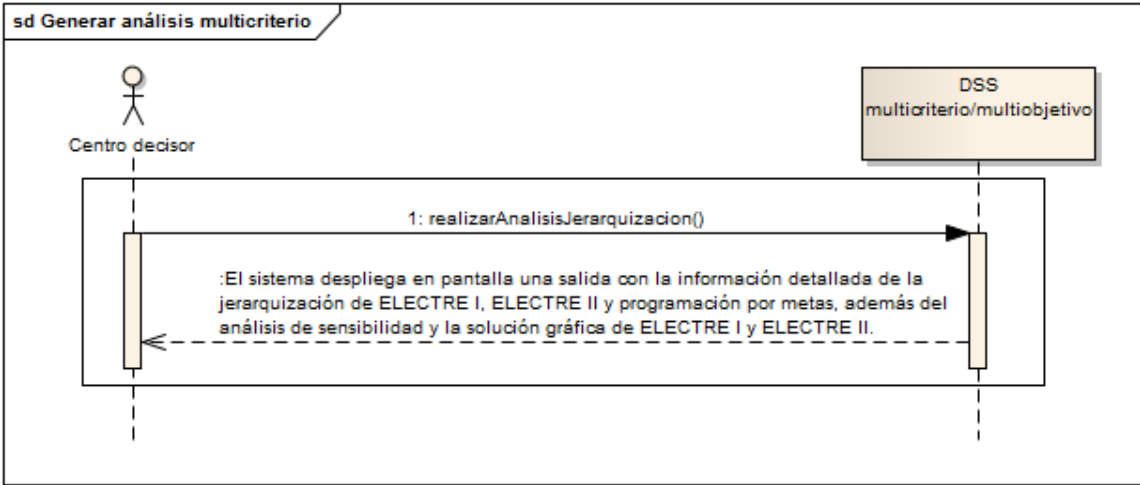 sd Generar análisis multicriterio
Centro decisor
DSS
multicriterio/multiobjetivo
1: realizarAnalisisJerarquizacion()
:El sistema despliega en pantalla una salida con la información detallada de la
jerarquización de ELECTRE I, ELECTRE II y programación por metas, además del
análisis de sensibilidad y la solución gráfica de ELECTRE I y ELECTRE II.